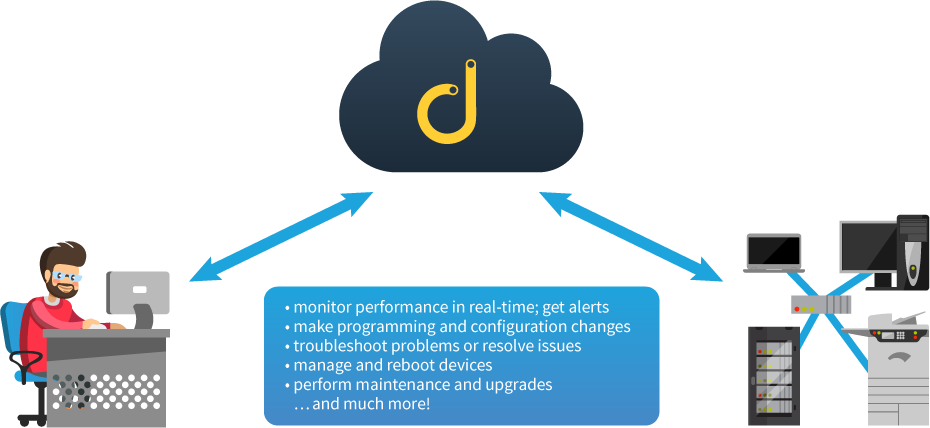 d
• monitor performance in real-time; get alerts
• make programming and configuration changes
• troubleshoot problems or resolve issues
• manage and reboot devices
• perform maintenance and upgrades
…and much more!